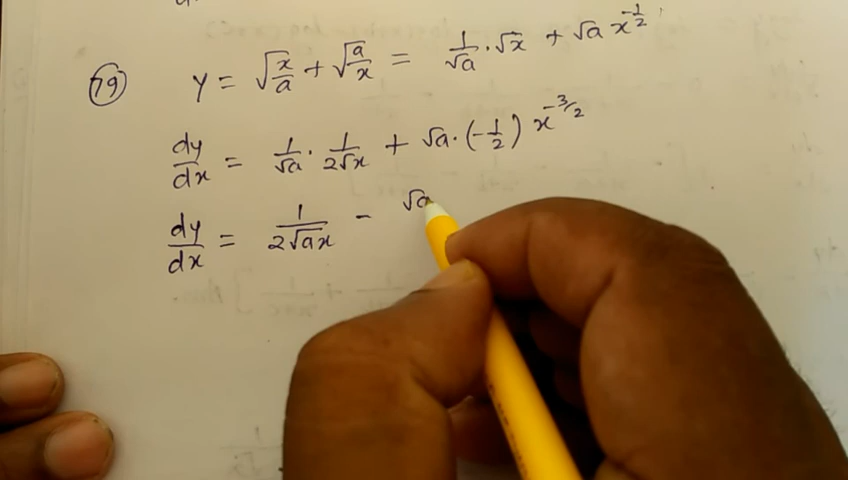 (79) y = √(x/a) + √(a/x) = 1/√a · √x + √a x^(-1/2)
dy/dx = 1/√a · 1/(2√x) + √a · (-1/2) x^(-3/2)
dy/dx = 1/(2√ax) - √a